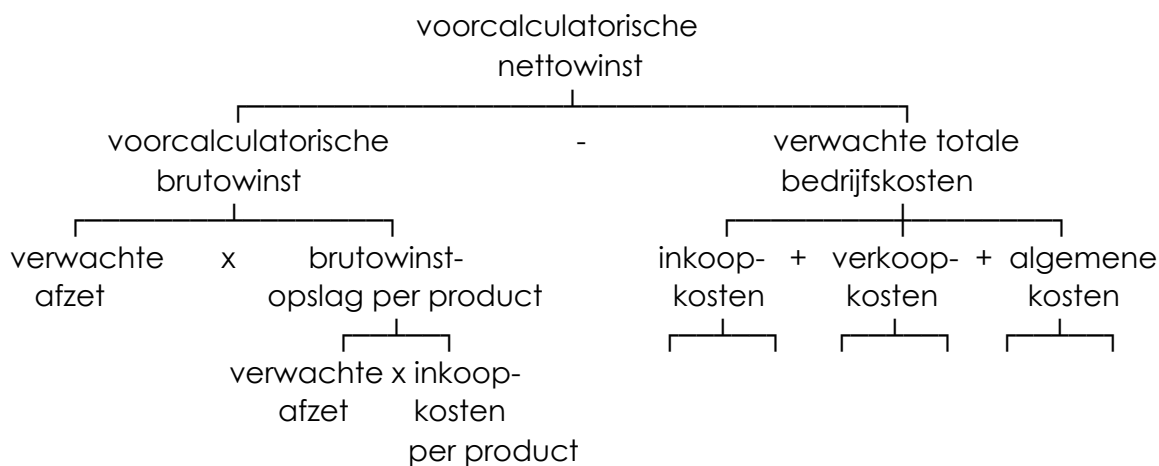 voorcalculatorische
nettowinst
voorcalculatorische - verwachte totale
brutowinst bedrijfskosten
verwachte x brutowinst- inkoop- + verkoop- + algemene
afzet opslag per product kosten kosten kosten
verwachte x inkoop-
afzet kosten
per product